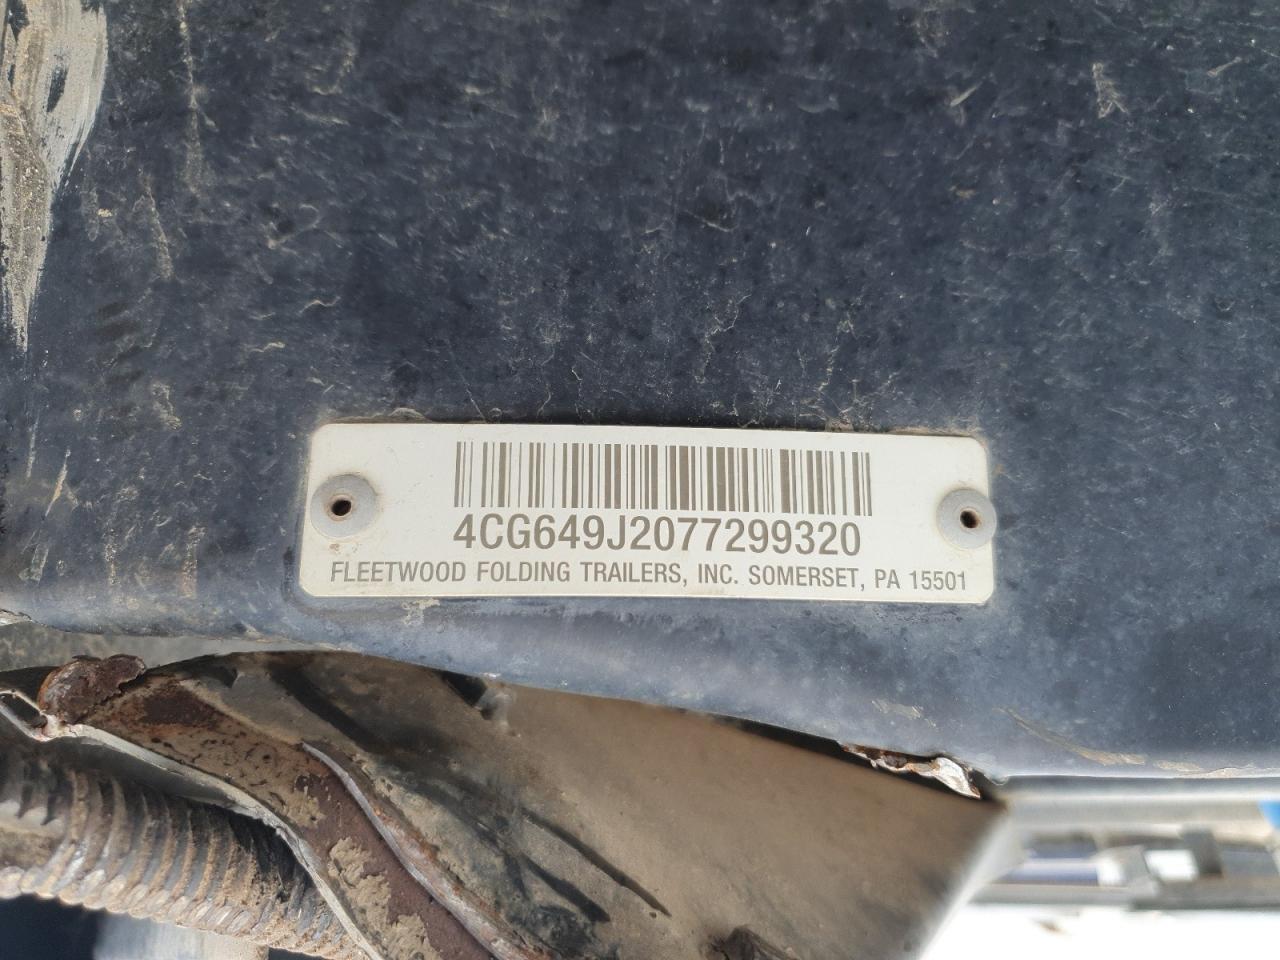 4CG649J2077299320
FLEETWOOD FOLDING TRAILERS, INC. SOMERSET, PA 15501